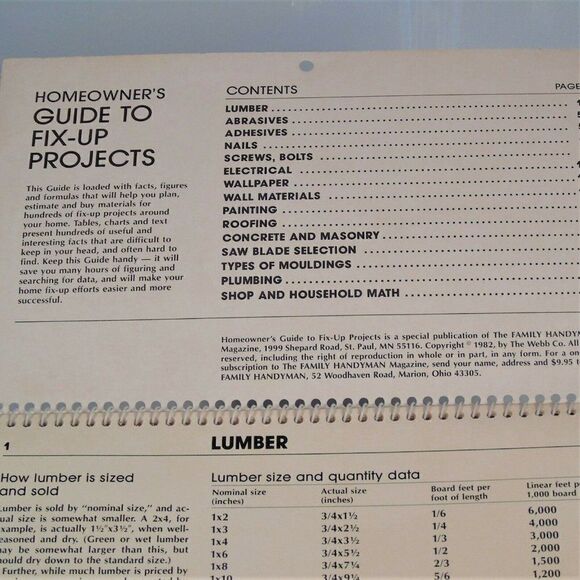 HOMEOWNER'S
GUIDE TO
FIX-UP
PROJECTS
This Guide is loaded with facts, figures
and formulas that will help you plan,
estimate and buy materials for
hundreds of fix-up projects around
your home. Tables, charts and text
present hundreds of useful and
interesting facts that are difficult to
keep in your head, and often hard to
find. Keep this Guide handy — it will
save you many hours of figuring and
searching for data, and will make your
home fix-up efforts easier and more
successful.
CONTENTS PAGE
LUMBER
ABRASIVES
ADHESIVES
NAILS
SCREWS, BOLTS
ELECTRICAL
WALLPAPER
WALL MATERIALS
PAINTING
ROOFING
CONCRETE AND MASONRY
SAW BLADE SELECTION
TYPES OF MOULDINGS
PLUMBING
SHOP AND HOUSEHOLD MATH
Homeowner's Guide to Fix-Up Projects is a special publication of The FAMILY HANDYM
Magazine, 1999 Shepard Road, St. Paul, MN 55116. Copyright © 1982, by The Webb Co. All
reserved, including the right of reproduction in whole or in part, in any form. For a on
subscription to The FAMILY HANDYMAN Magazine, send your name, address and $9.95 to
FAMILY HANDYMAN, 52 Woodhaven Road, Marion, Ohio 43305.
1 LUMBER
How lumber is sized
and sold
Lumber is sold by "nominal size," and ac-
ual size is somewhat smaller. A 2x4, for
example, is actually 1½"x3½", when well-
seasoned and dry. (Green or wet lumber
may be somewhat larger than this, but
hould dry down to the standard size.)
Further, while much lumber is priced by
Lumber size and quantity data
Nominal size (inches) Actual size (inches) Board feet per foot of length Linear feet p 1,000 board
1x2 3/4x1½ 1/6 6,000
1x3 3/4x2½ 1/4 4,000
1x4 3/4x3½ 1/3 3,000
1x6 3/4x5½ 1/2 2,000
1x8 3/4x7¼ 2/3 1,500
1x10 3/4x9¼ 5/6 1,200